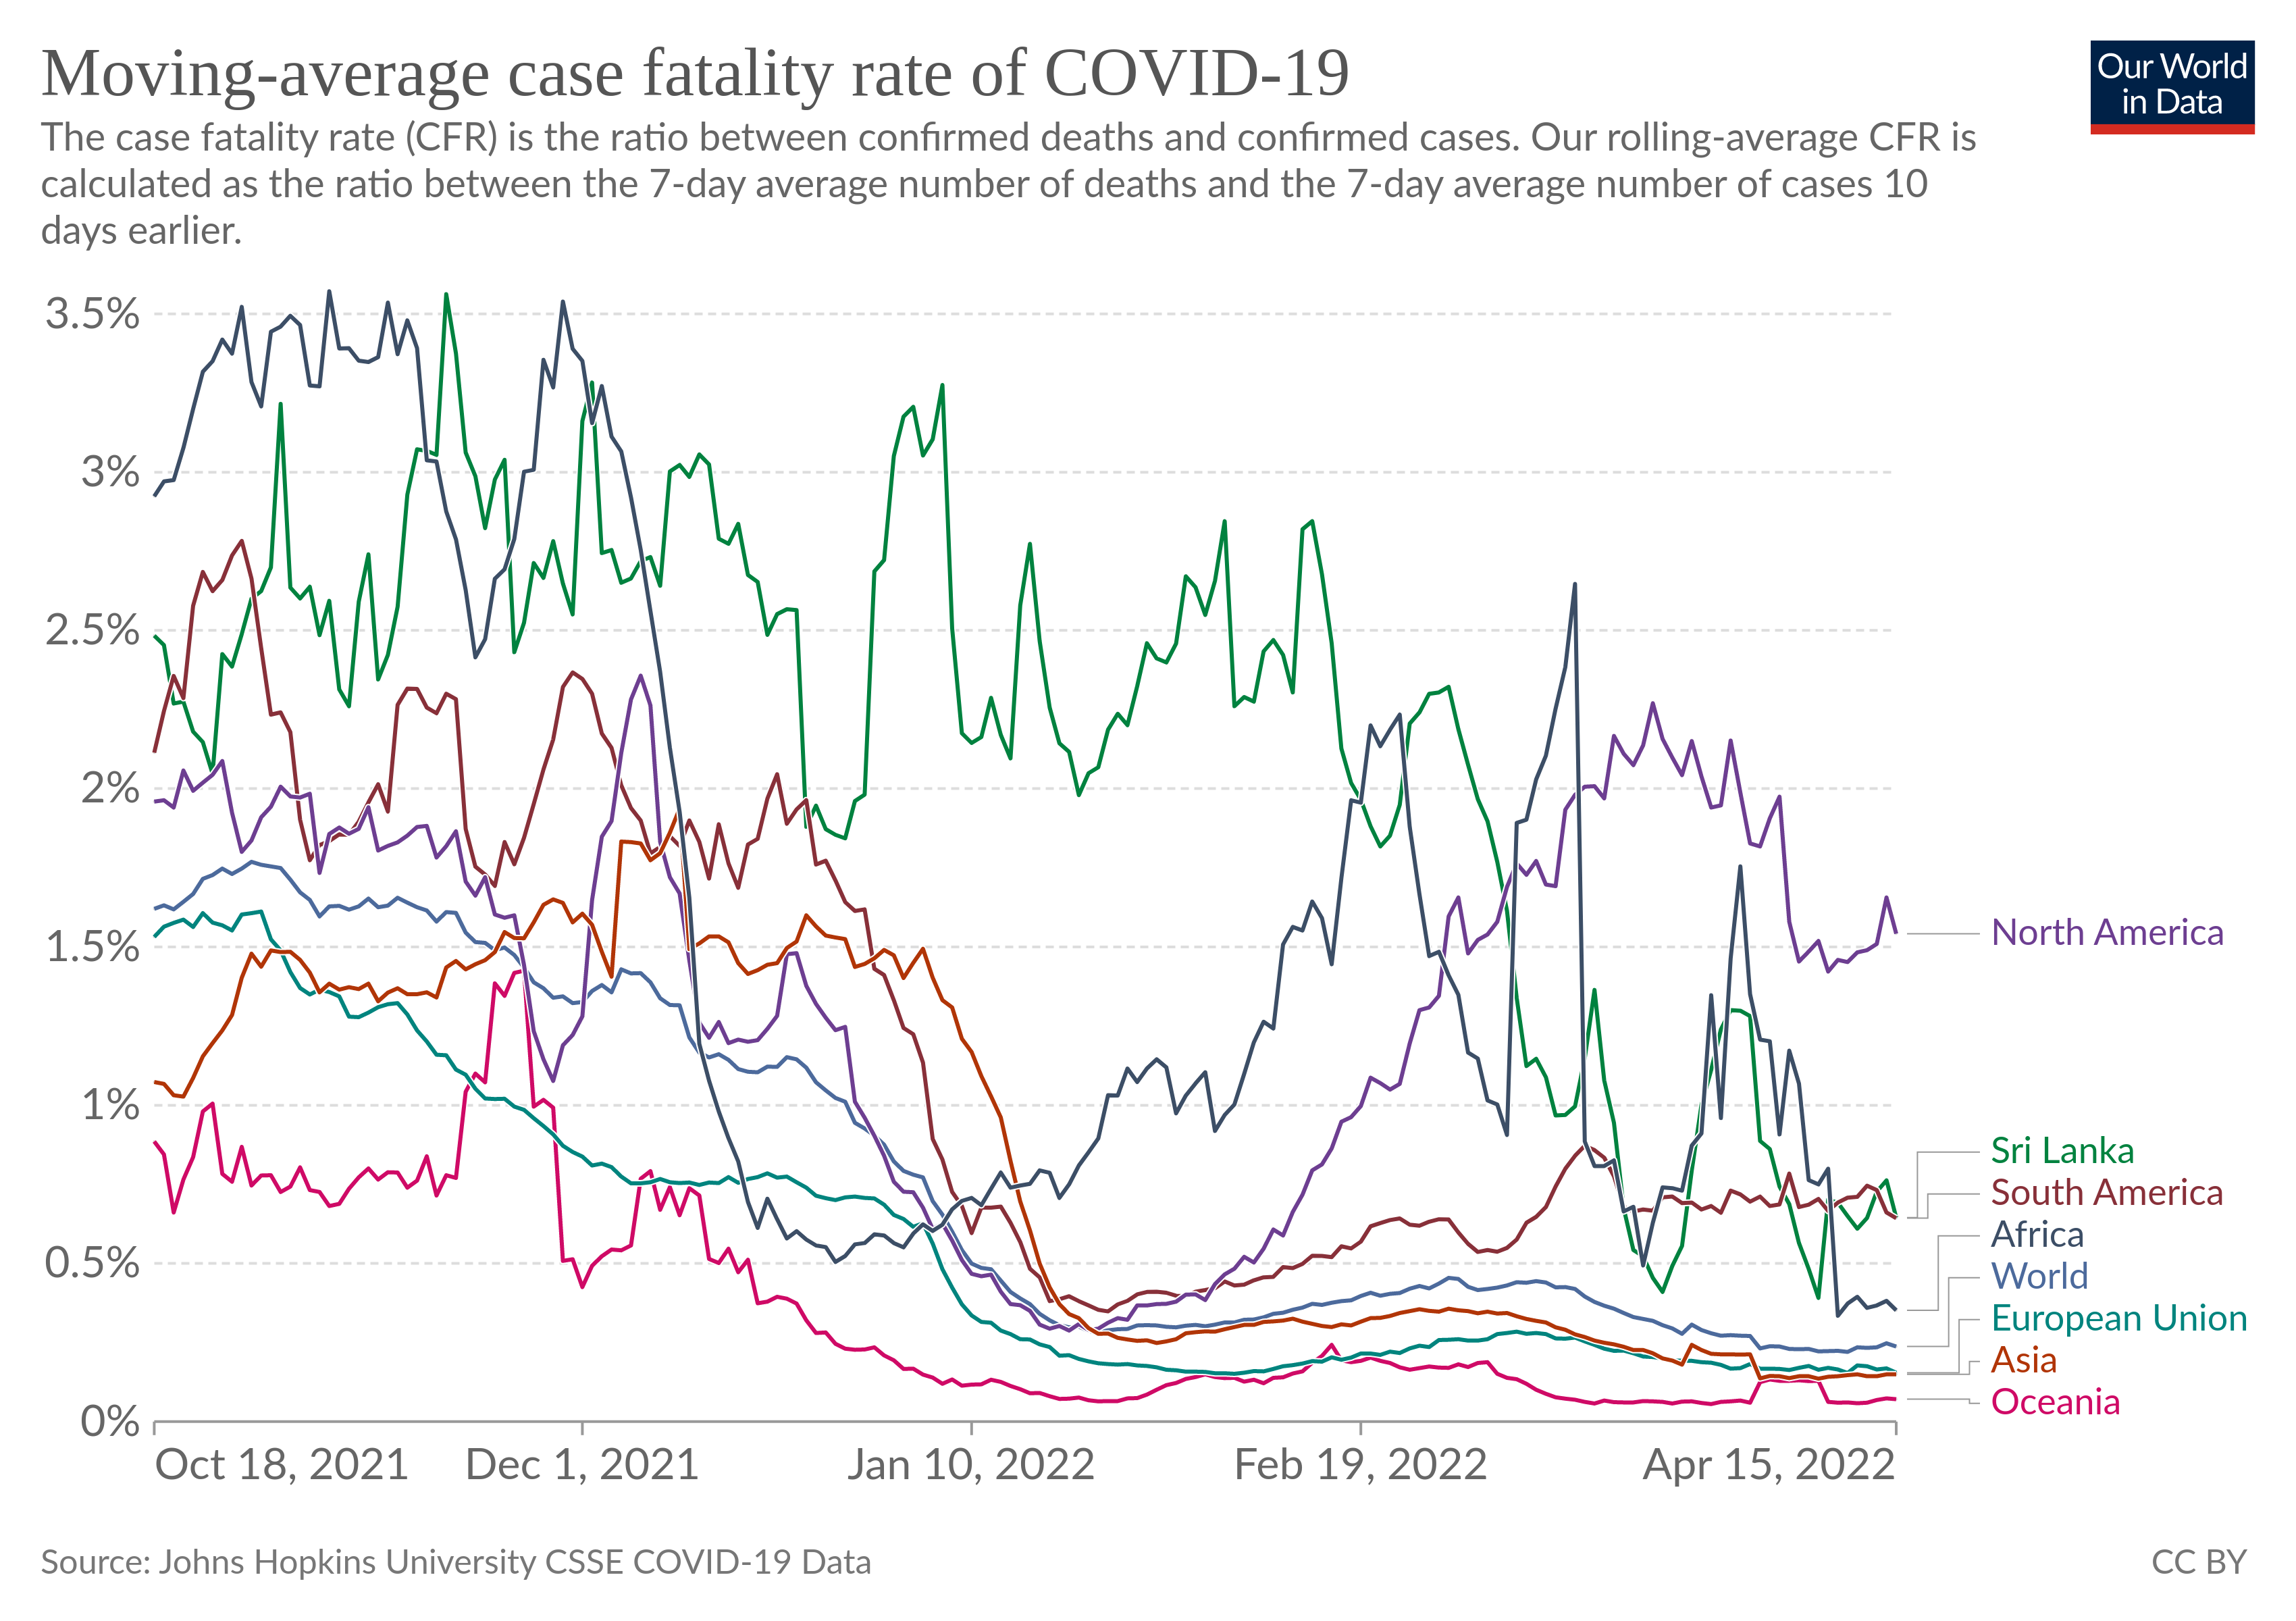 Moving-average case fatality rate of COVID-19
Our World
in Data
The case fatality rate (CFR) is the ratio between confirmed deaths and confirmed cases. Our rolling-average CFR is
calculated as the ratio between the 7-day average number of deaths and the 7-day average number of cases 10
days earlier.
3.5%
3%
2.5%
2%
1.5%
1%
0.5%
0%
North America
Sri Lanka
South America
Africa
World
European Union
Asia
Oceania
Oct 18, 2021
Dec 1, 2021
Jan 10, 2022
Feb 19, 2022
Apr 15, 2022
Source: Johns Hopkins University CSSE COVID-19 Data
CC BY